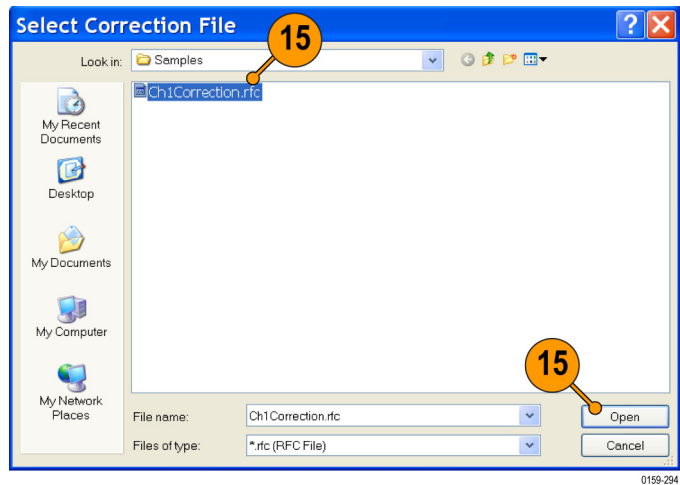 Select Correction File
15
Look in:
Samples
Ch1Correction.rfc
My Recent
Documents
Desktop
My Documents
My Computer
My Network
Places
15
File name:
Ch1Correction.rfc
Open
Files of type:
*.rfc (RFC File)
Cancel
0159-294